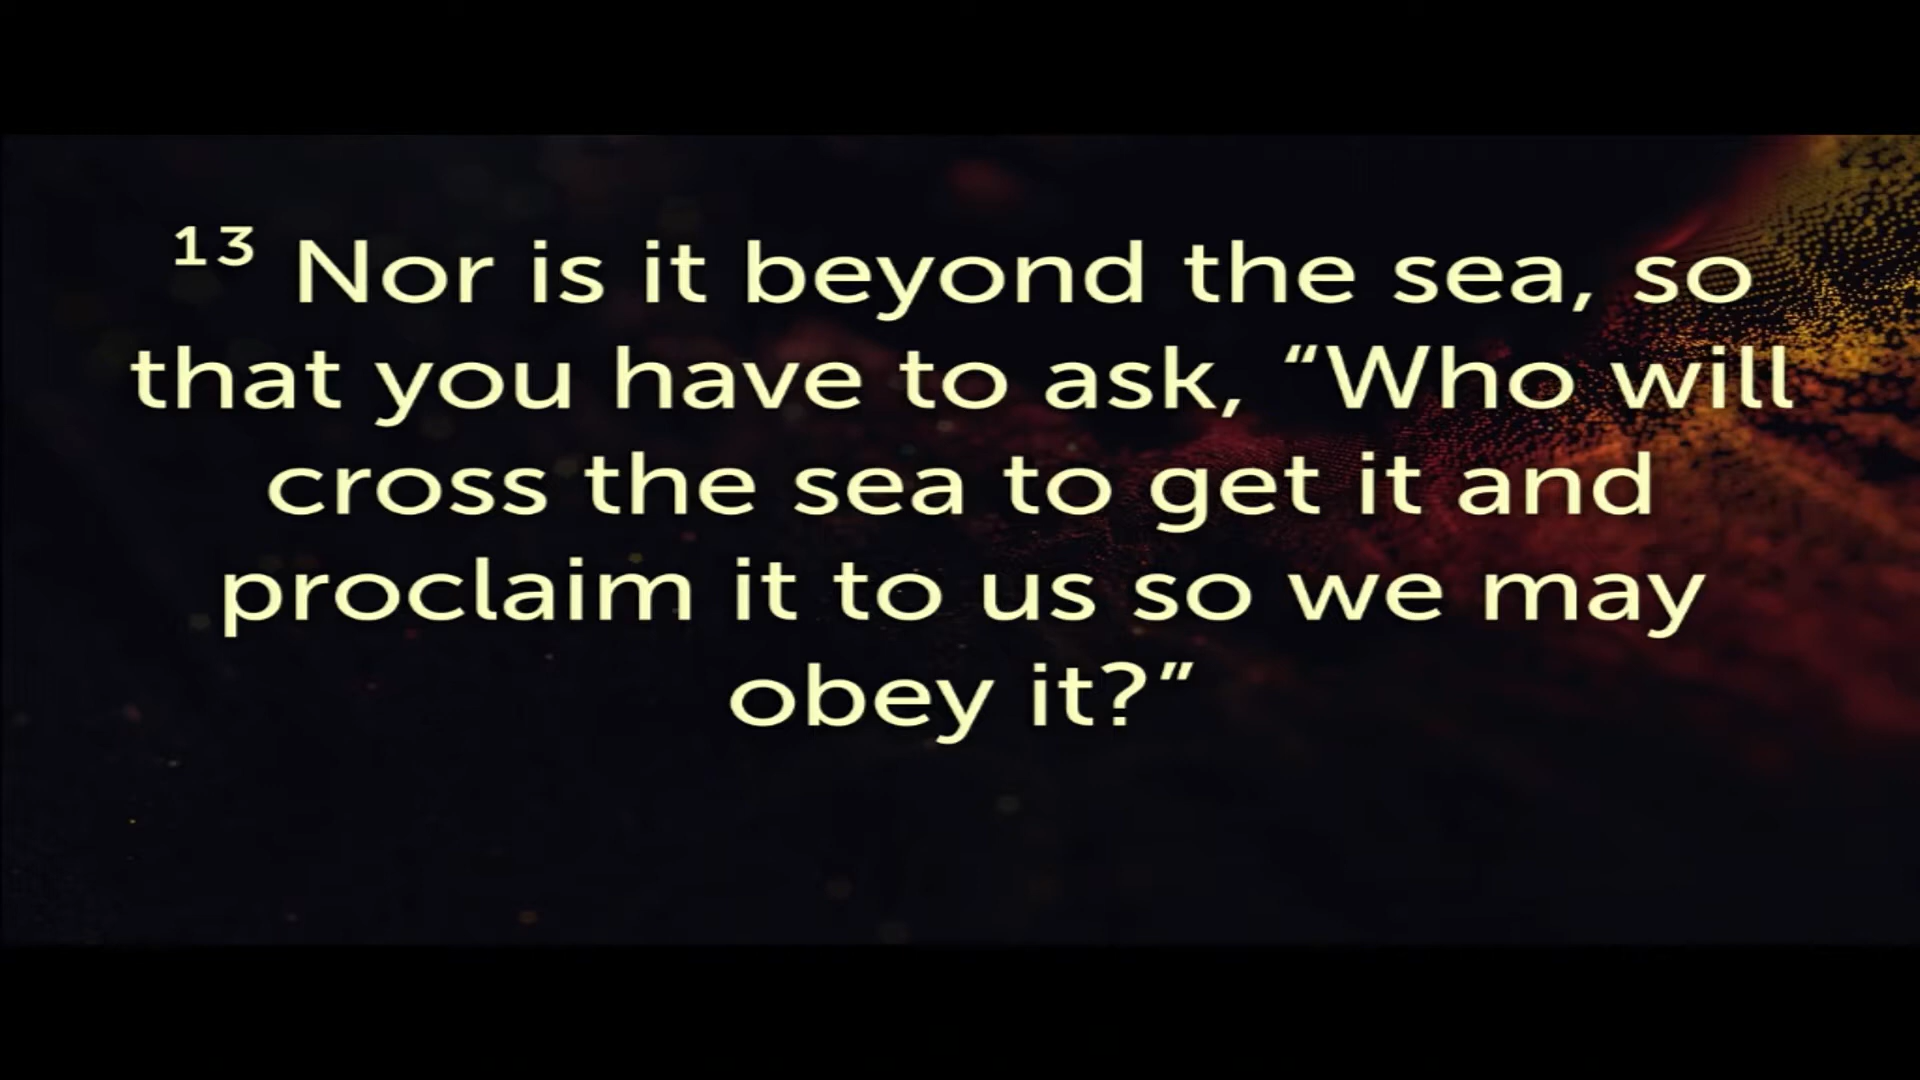 ¹³ Nor is it beyond the sea, so
that you have to ask, “Who will
cross the sea to get it and
proclaim it to us so we may
obey it?”